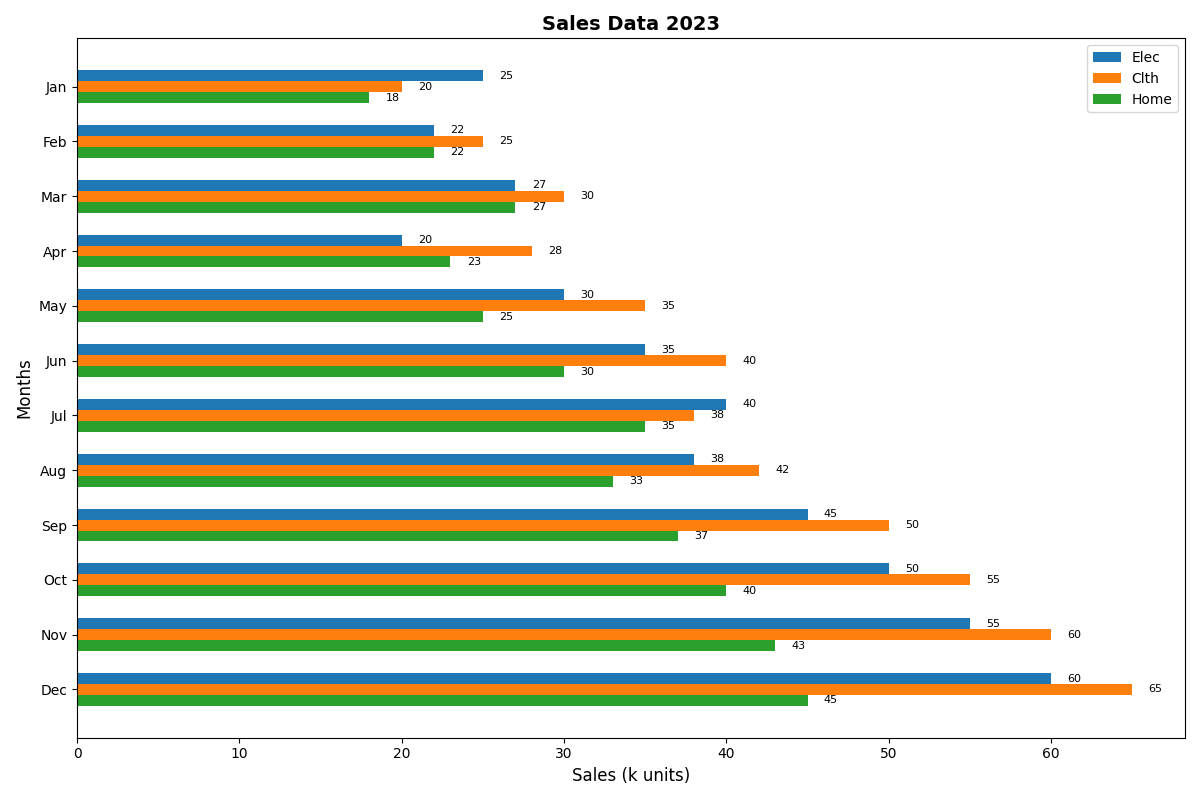 Sales Data 2023
Elec
Clth
Home
Jan
25
20
18
Feb
22
25
22
Mar
27
30
27
Apr
20
28
23
May
30
35
25
Jun
35
40
30
Jul
40
38
35
Aug
38
42
33
Sep
45
50
37
Oct
50
55
40
Nov
55
60
43
Dec
60
65
45
Months
0 10 20 30 40 50 60
Sales (k units)